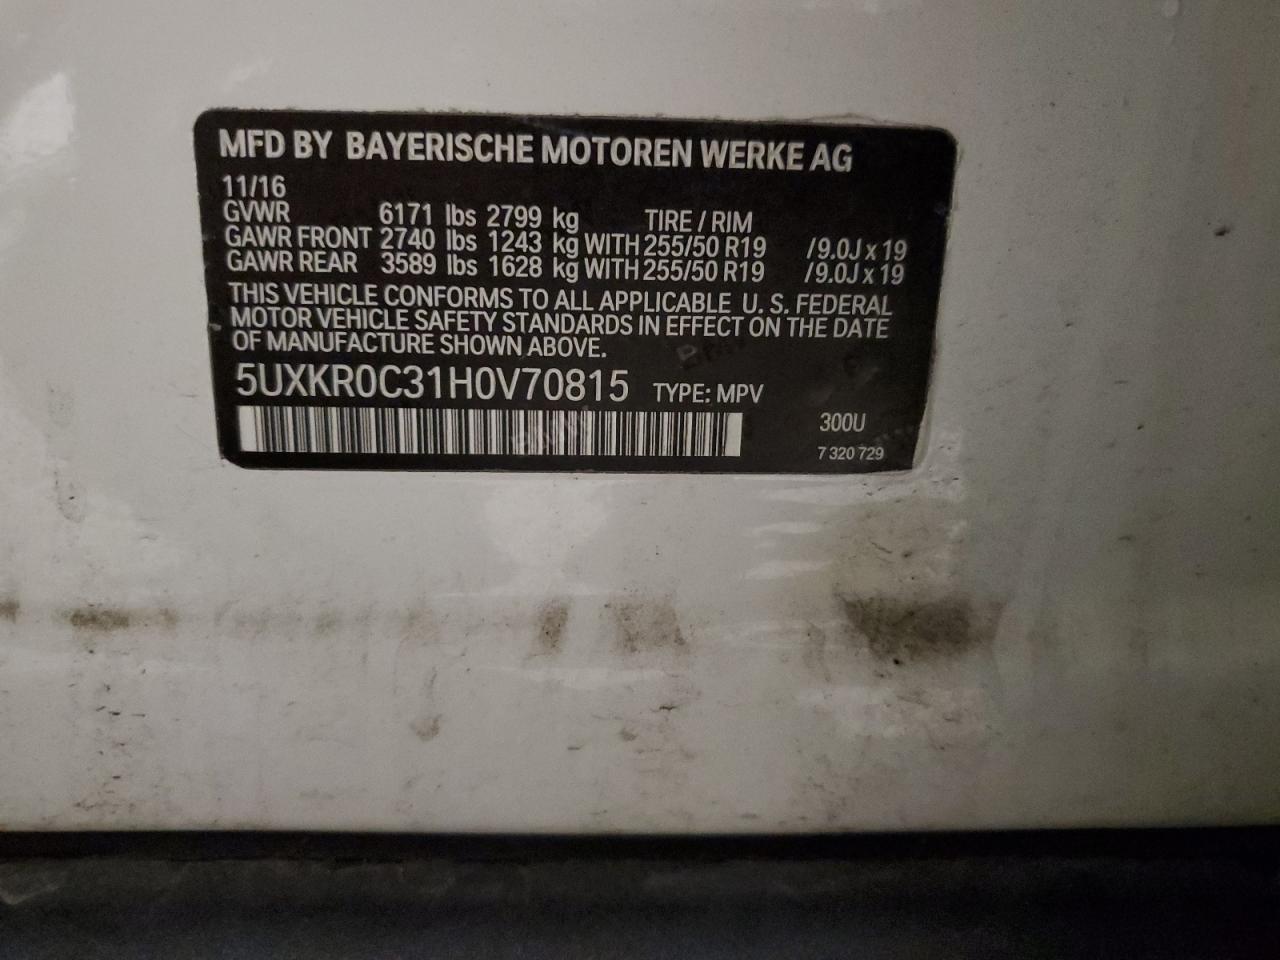 MFD BY BAYERISCHE MOTOREN WERKE AG
11/16
GVWR 6171 lbs 2799 kg TIRE / RIM
GAWR FRONT 2740 lbs 1243 kg WITH 255/50 R19 /9.0J x 19
GAWR REAR 3589 lbs 1628 kg WITH 255/50 R19 /9.0J x 19
THIS VEHICLE CONFORMS TO ALL APPLICABLE U. S. FEDERAL
MOTOR VEHICLE SAFETY STANDARDS IN EFFECT ON THE DATE
OF MANUFACTURE SHOWN ABOVE.
5UXKR0C31H0V70815 TYPE: MPV
300U
7 320 729